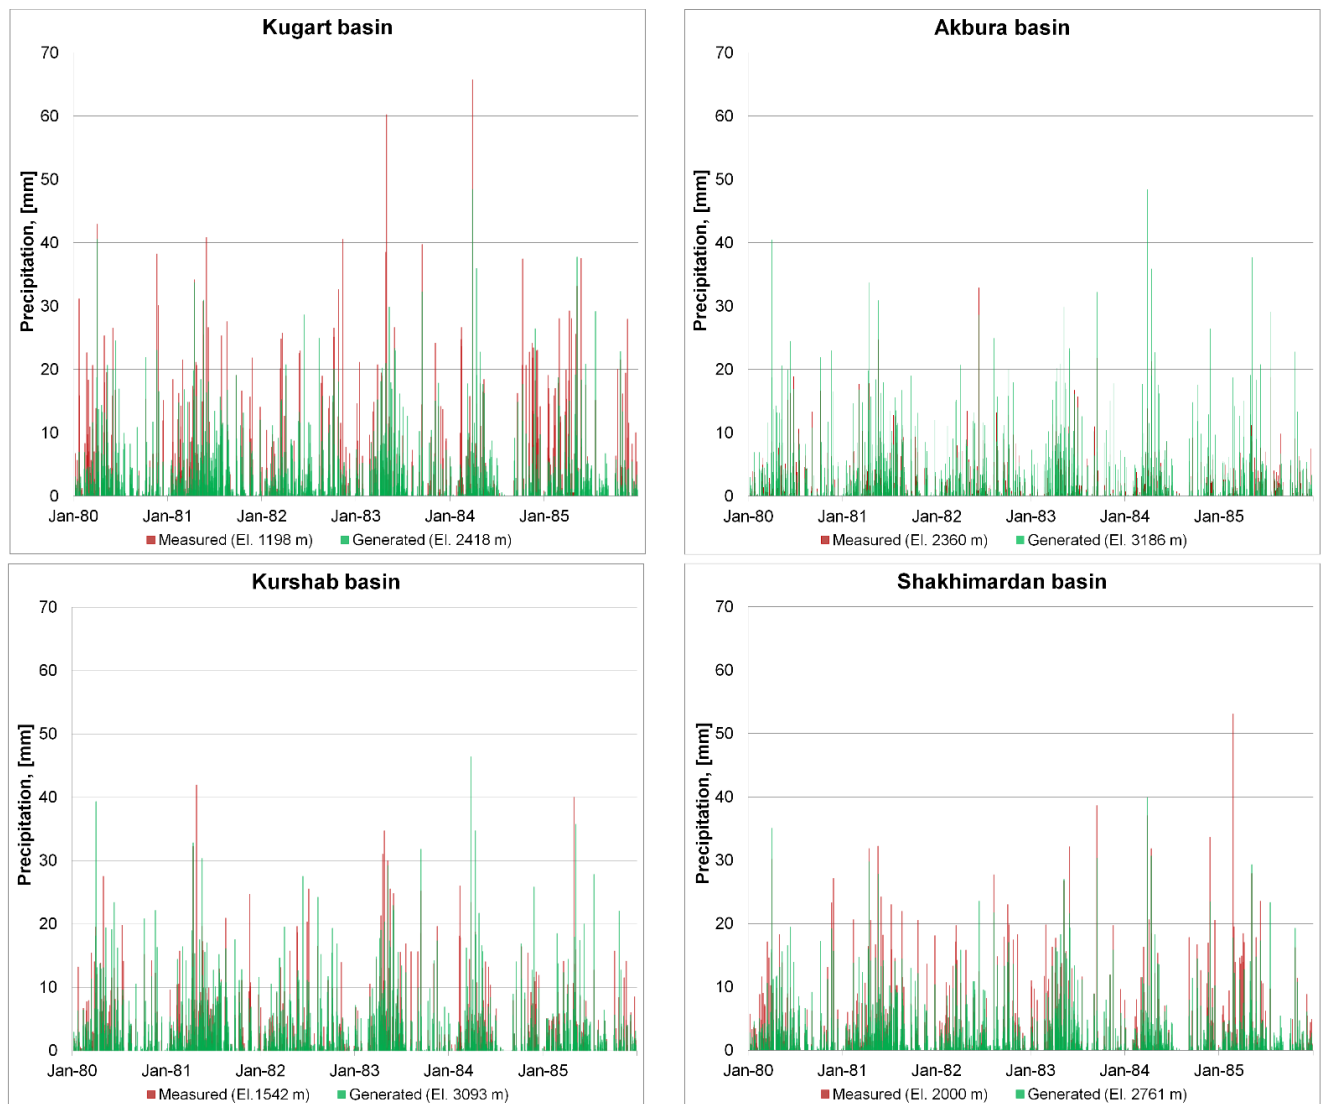 Kugart basin
Precipitation, [mm]
70
60
50
40
30
20
10
0
Jan-80 Jan-81 Jan-82 Jan-83 Jan-84 Jan-85
Measured (El. 1198 m) Generated (El. 2418 m)
Akbura basin
Precipitation, [mm]
70
60
50
40
30
20
10
0
Jan-80 Jan-81 Jan-82 Jan-83 Jan-84 Jan-85
Measured (El. 2360 m) Generated (El. 3186 m)
Kurshab basin
Precipitation, [mm]
70
60
50
40
30
20
10
0
Jan-80 Jan-81 Jan-82 Jan-83 Jan-84 Jan-85
Measured (El.1542 m) Generated (El. 3093 m)
Shakhimardan basin
Precipitation, [mm]
70
60
50
40
30
20
10
0
Jan-80 Jan-81 Jan-82 Jan-83 Jan-84 Jan-85
Measured (El. 2000 m) Generated (El. 2761 m)